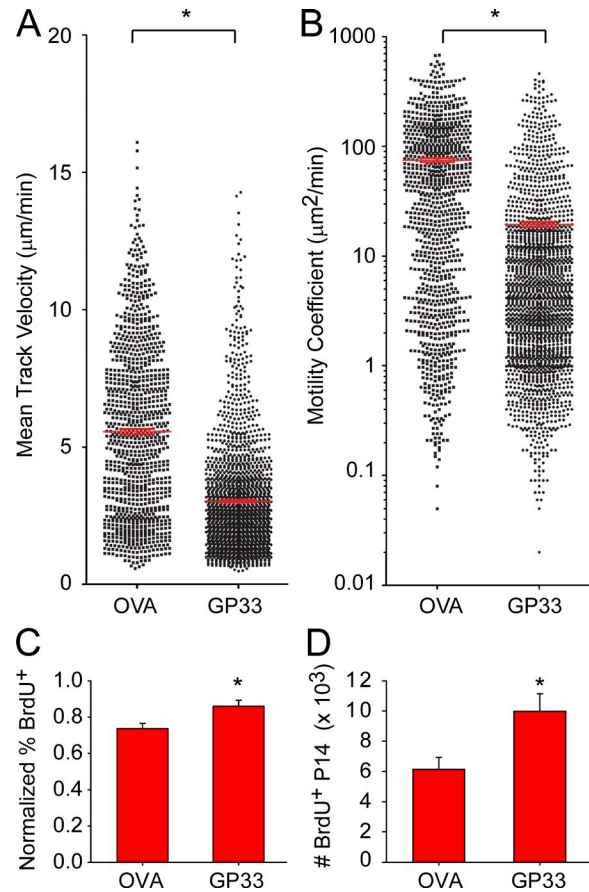 A
*
20
15
10
5
0
Mean Track Velocity (μm/min)
OVA GP33
B
*
1000
100
10
1
0.1
0.01
Motility Coefficient (μm2/min)
OVA GP33
C
*
1.0
0.8
0.6
0.4
0.2
0.0
Normalized % BrdU+
OVA GP33
D
*
12
10
8
6
4
2
0
# BrdU+ P14 (x 103)
OVA GP33